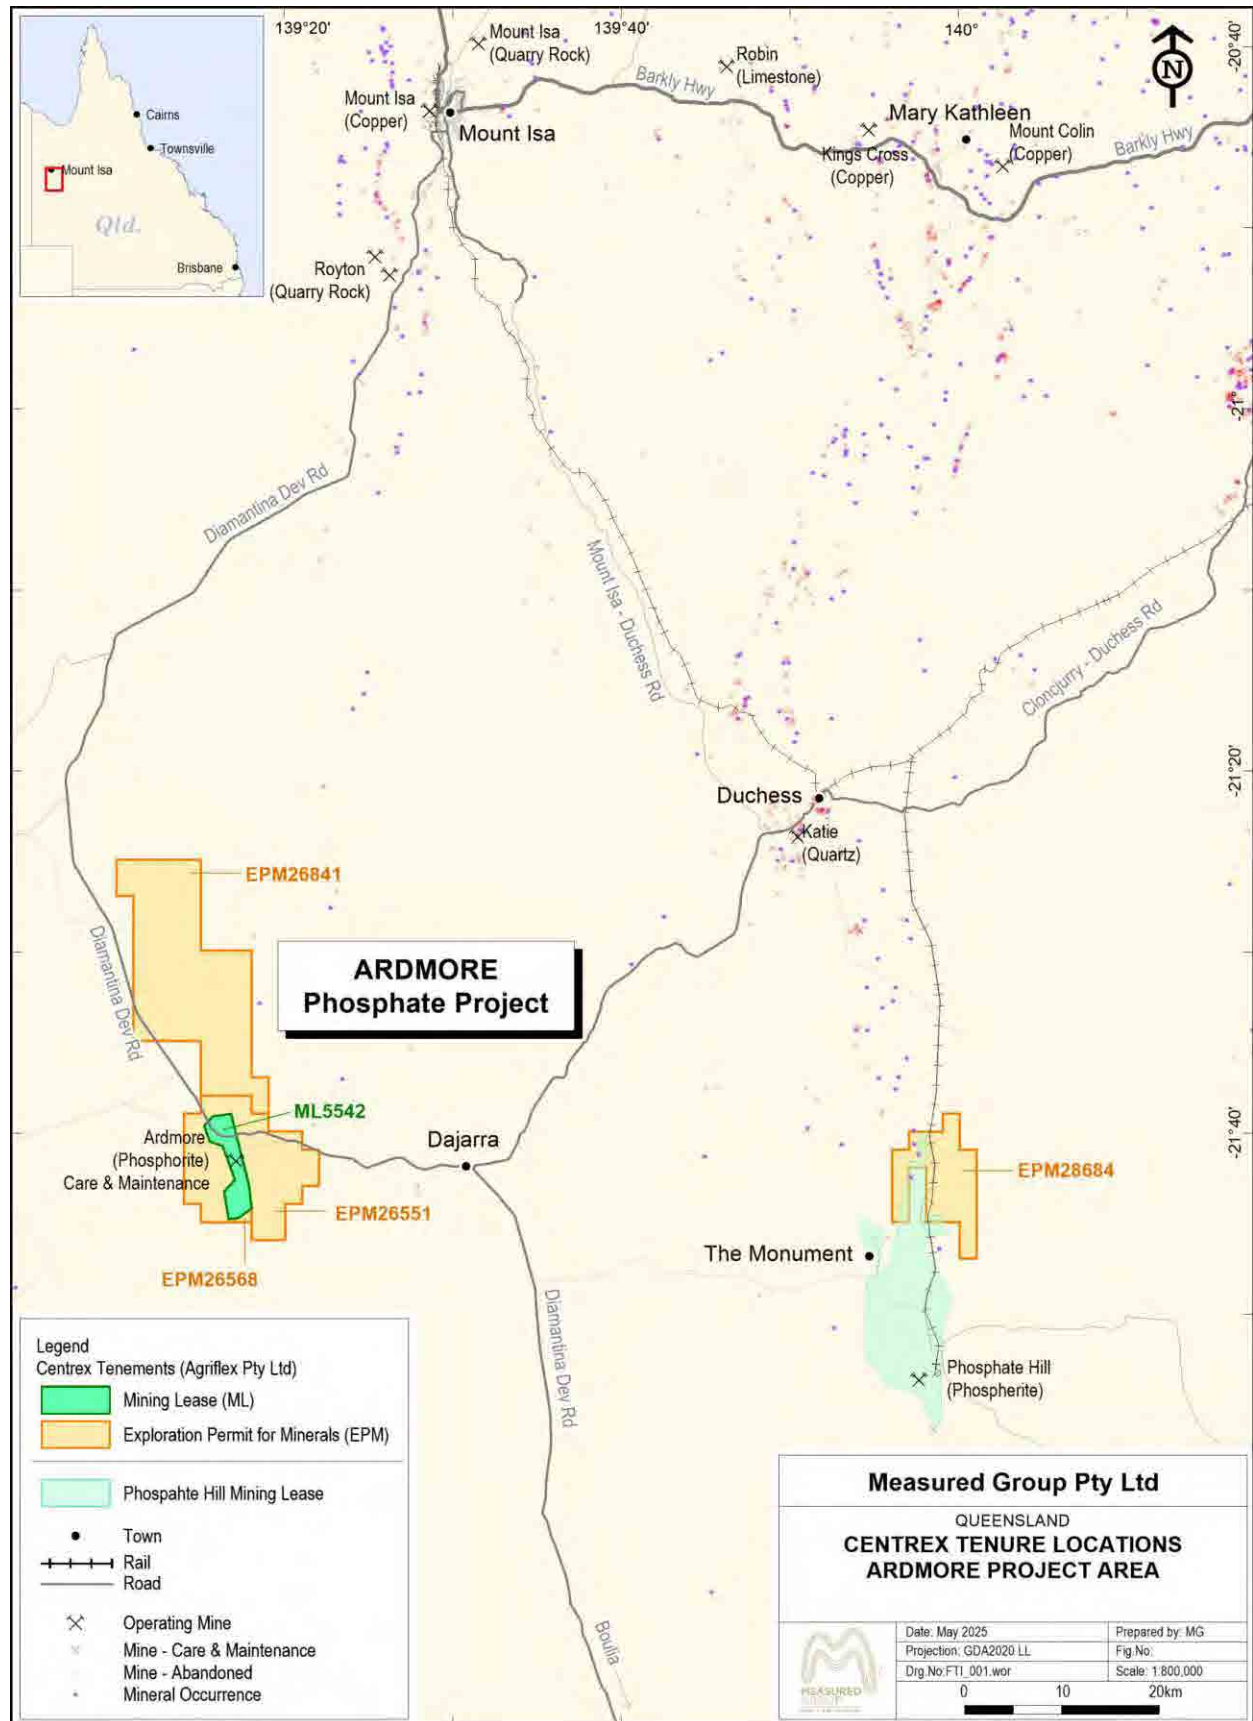 139°20'
139°40'
140°
-20°40'
Mount Isa
(Quarry Rock)
Robin
(Limestone)
Barkly Hwy
N
Cairns
Townsville
Mount Isa
Qld.
Brisbane
Mount Isa
(Copper)
Mount Isa
Mary Kathleen
Kings Cross
(Copper)
Mount Colin
(Copper)
Barkly Hwy
Royton
(Quarry Rock)
-21°
Diamantina Dev Rd
Mount Isa - Duchess Rd
Cloncjurry - Duchess Rd
-21°20'
Duchess
Katie
(Quartz)
EPM26841
ARDMORE
Phosphate Project
Diamantina Dev Rd
ML5542
Ardmore
(Phosphorite)
Care & Maintenance
Dajarra
-21°40'
EPM28684
EPM26551
EPM26568
The Monument
Diamantina Dev Rd
Phosphate Hill
(Phospherite)
Boulia
Legend
Centrex Tenements (Agriflex Pty Ltd)
Mining Lease (ML)
Exploration Permit for Minerals (EPM)
Phospahte Hill Mining Lease
Town
Rail
Road
Operating Mine
Mine - Care & Maintenance
Mine - Abandoned
Mineral Occurrence
Measured Group Pty Ltd
QUEENSLAND
CENTREX TENURE LOCATIONS
ARDMORE PROJECT AREA
MEASURED
GROUP
Date: May 2025
Prepared by: MG
Projection: GDA2020 LL
Fig.No:
Drg.No:FTI_001.wor
Scale: 1:800,000
0 10 20km